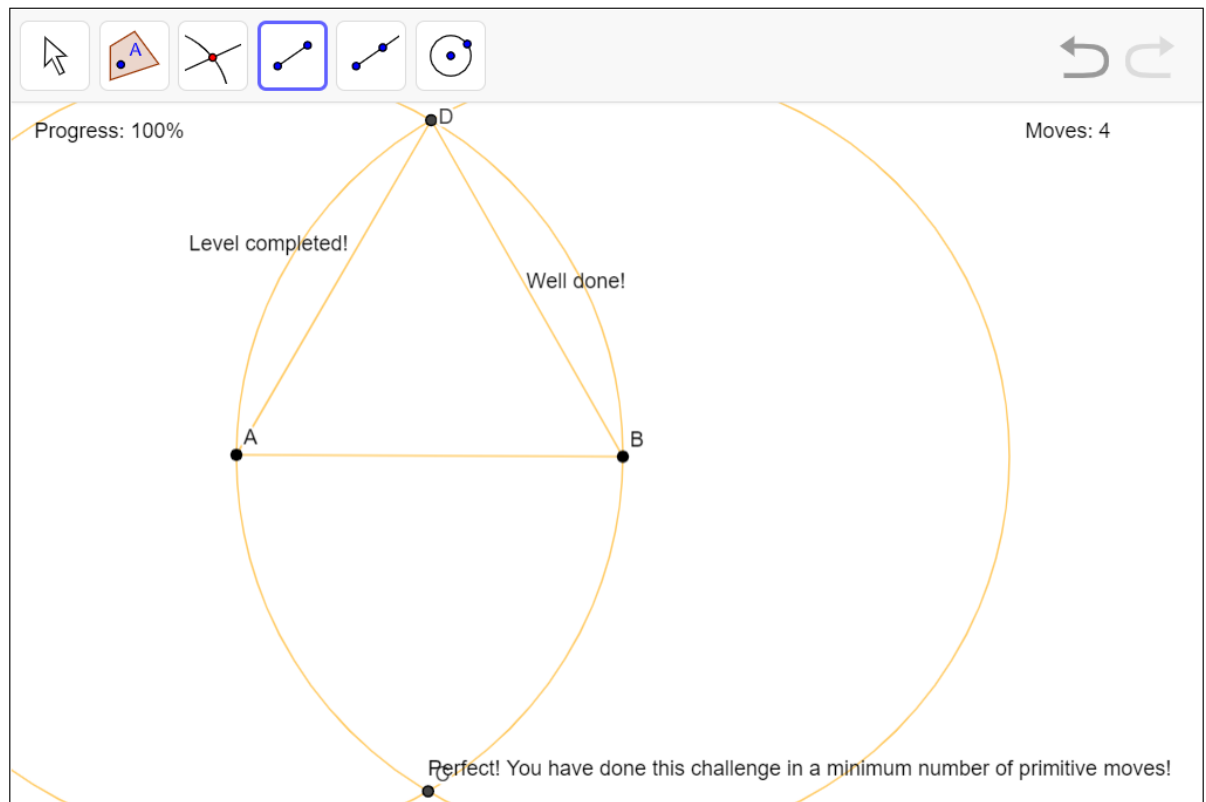 A
Progress: 100%
D
Moves: 4
Level completed!
Well done!
A
B
Perfect! You have done this challenge in a minimum number of primitive moves!
C